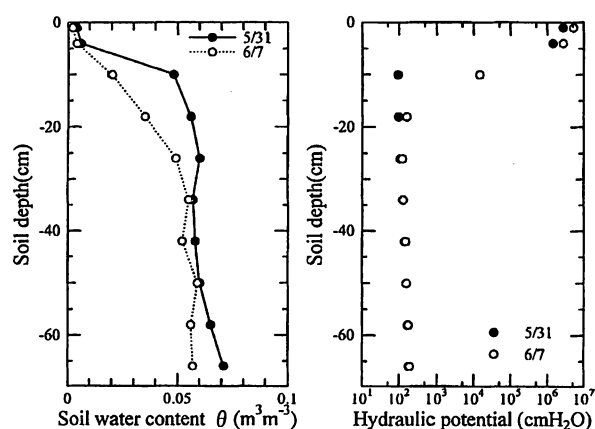 0
-20
-40
-60
Soil depth(cm)
5/31
6/7
0 0.05 0.1
Soil water content θ (m³m⁻³)
0
-20
-40
-60
Soil depth(cm)
5/31
6/7
10¹ 10² 10³ 10⁴ 10⁵ 10⁶ 10⁷
Hydraulic potential (cmH₂O)